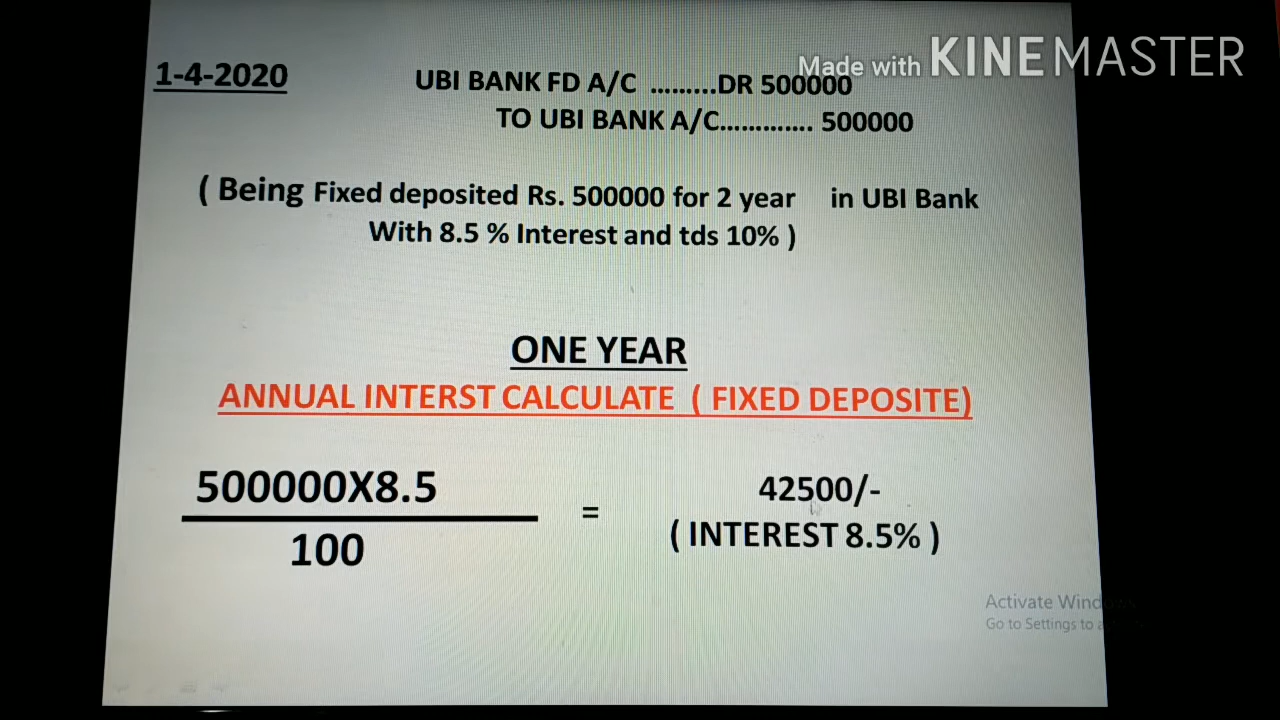 Made with KINEMASTER
1-4-2020
UBI BANK FD A/C .........DR 500000
TO UBI BANK A/C............. 500000
( Being Fixed deposited Rs. 500000 for 2 year in UBI Bank
With 8.5 % Interest and tds 10% )
ONE YEAR
ANNUAL INTERST CALCULATE ( FIXED DEPOSITE)
500000X8.5
100
=
42500/-
( INTEREST 8.5% )
Activate Windows
Go to Settings to